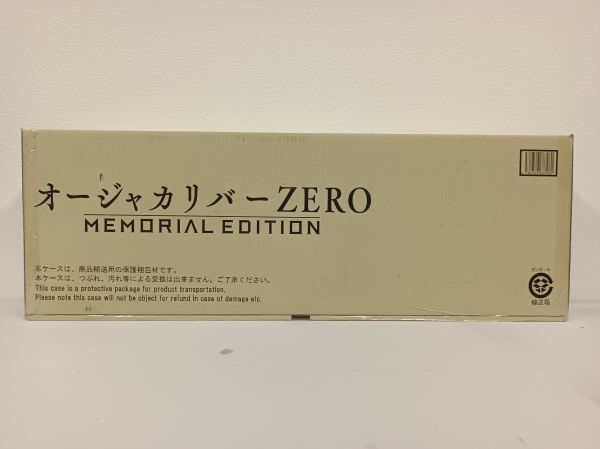 オージャカリバーZERO
MEMORIAL EDITION
本ケースは、商品輸送用の保護梱包材です。
本ケースは、つぶれ、汚れ等による交換は出来ません。ご了承ください。
This case is a protective package for product transportation.
Please note this case will not be object for refund in case of damage etc.
ダンボール
輸送箱